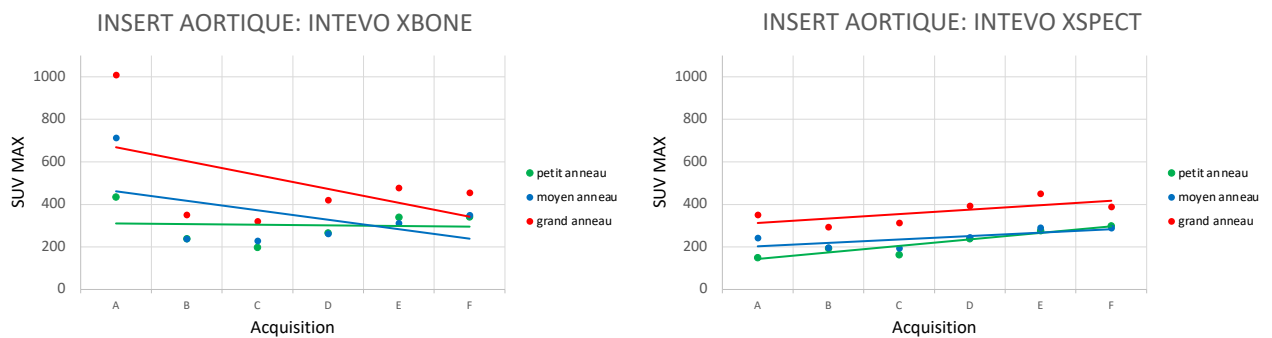 INSERT AORTIQUE: INTEVO XBONE
1000
800
600
400
200
0
SUV MAX
A B C D E F
Acquisition
petit anneau
moyen anneau
grand anneau
INSERT AORTIQUE: INTEVO XSPECT
1000
800
600
400
200
0
SUV MAX
A B C D E F
Acquisition
petit anneau
moyen anneau
grand anneau